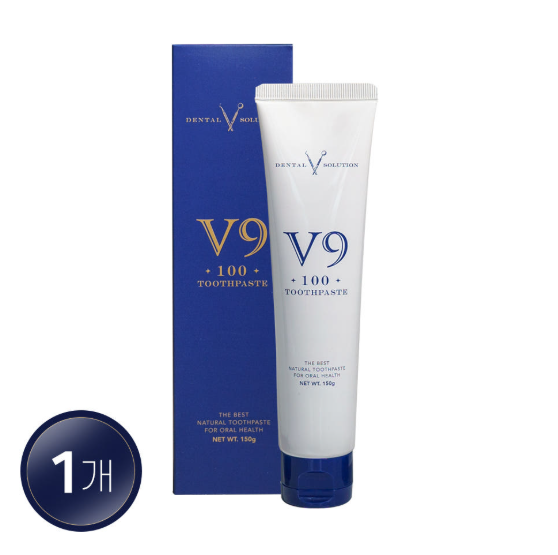 DENTAL SOLUTION
V9
100
TOOTHPASTE
THE BEST
NATURAL TOOTHPASTE
FOR ORAL HEALTH
NET WT. 150g
DENTAL SOLUTION
V9
100
TOOTHPASTE
THE BEST
NATURAL TOOTHPASTE
FOR ORAL HEALTH
NET WT. 150g
1개